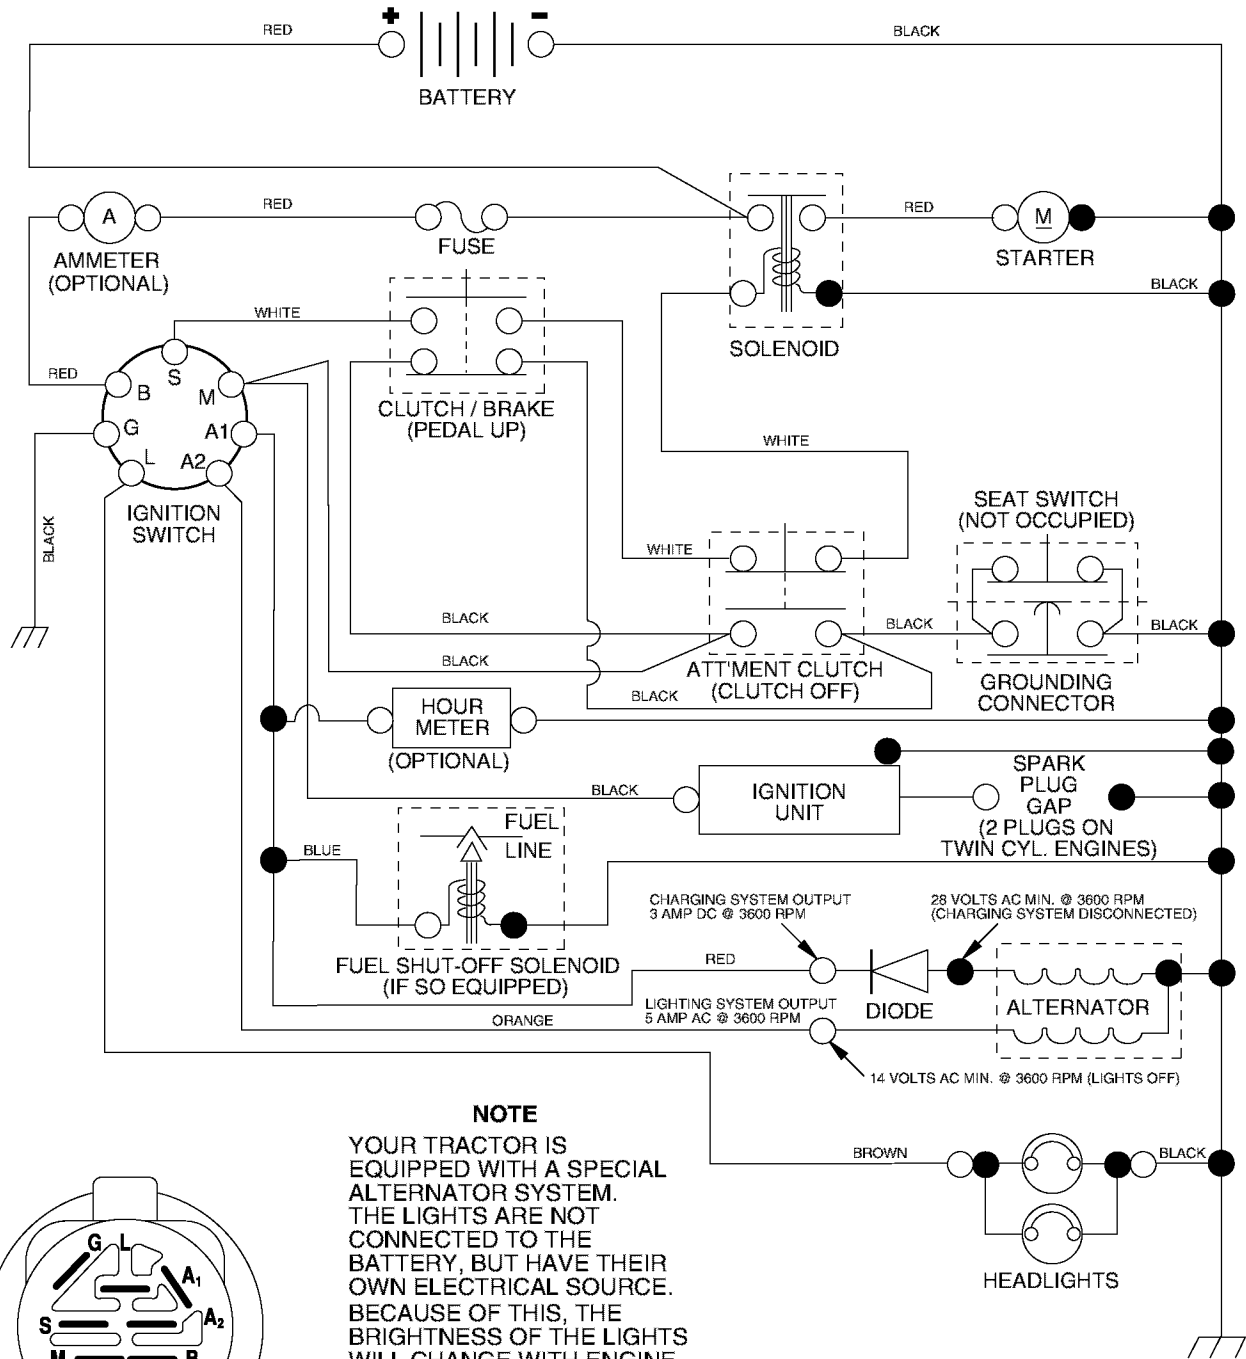 +
−
RED
BLACK
BATTERY
A
RED
RED
M
FUSE
STARTER
AMMETER
(OPTIONAL)
BLACK
WHITE
SOLENOID
RED
S
B
M
CLUTCH / BRAKE
(PEDAL UP)
G
A1
WHITE
L
A2
IGNITION
SWITCH
BLACK
SEAT SWITCH
(NOT OCCUPIED)
WHITE
BLACK
BLACK
BLACK
BLACK
ATT'MENT CLUTCH
(CLUTCH OFF)
GROUNDING
CONNECTOR
BLACK
HOUR
METER
(OPTIONAL)
SPARK
PLUG
GAP
(2 PLUGS ON
TWIN CYL. ENGINES)
BLACK
IGNITION
UNIT
FUEL
LINE
BLUE
CHARGING SYSTEM OUTPUT
3 AMP DC @ 3600 RPM
28 VOLTS AC MIN. @ 3600 RPM
(CHARGING SYSTEM DISCONNECTED)
FUEL SHUT-OFF SOLENOID
(IF SO EQUIPPED)
RED
DIODE
ALTERNATOR
LIGHTING SYSTEM OUTPUT
5 AMP AC @ 3600 RPM
ORANGE
14 VOLTS AC MIN. @ 3600 RPM (LIGHTS OFF)
NOTE
YOUR TRACTOR IS
EQUIPPED WITH A SPECIAL
ALTERNATOR SYSTEM.
THE LIGHTS ARE NOT
CONNECTED TO THE
BATTERY, BUT HAVE THEIR
OWN ELECTRICAL SOURCE.
BECAUSE OF THIS, THE
BRIGHTNESS OF THE LIGHTS
WILL CHANGE WITH ENGINE
BROWN
BLACK
HEADLIGHTS
G
L
A1
A2
S
M
B